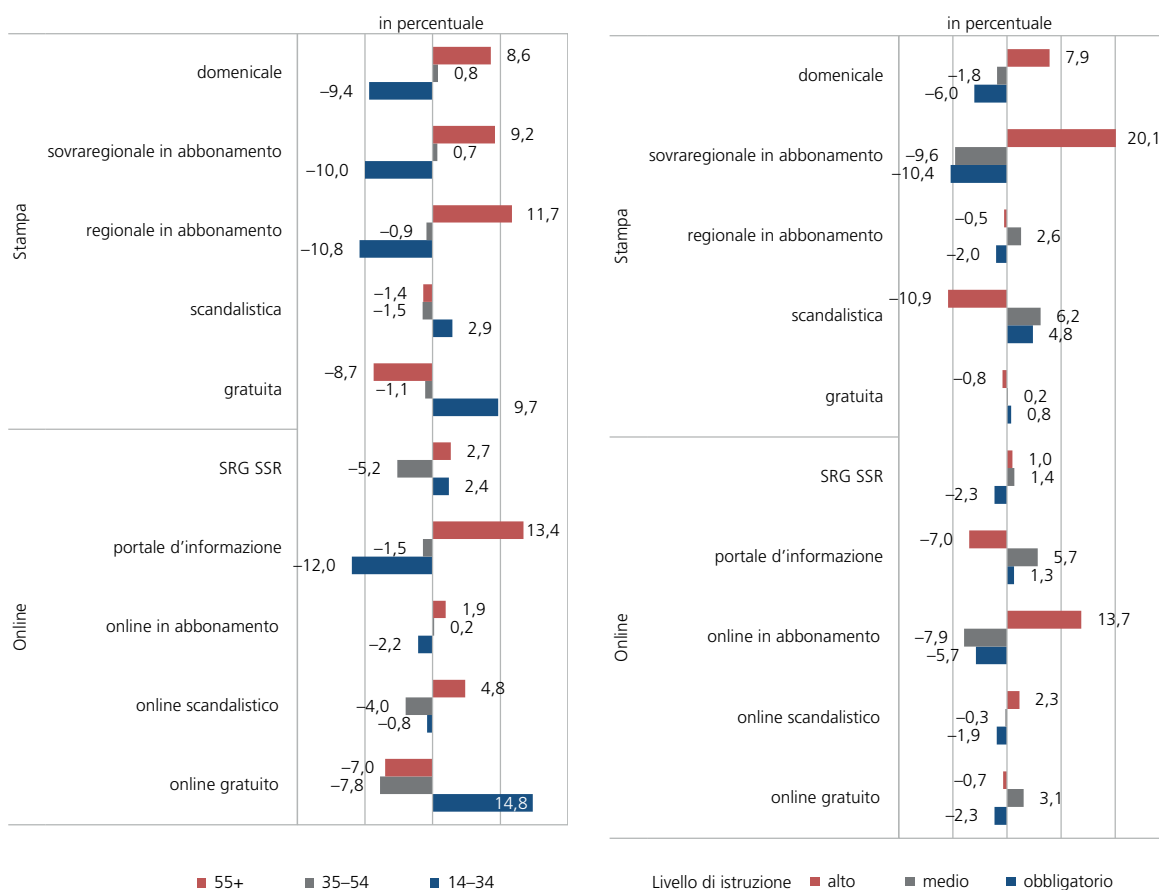 in percentuale
Stampa
domenicale
8,6
0,8
–9,4
sovraregionale in abbonamento
9,2
0,7
–10,0
regionale in abbonamento
11,7
–0,9
–10,8
scandalistica
–1,4
–1,5
2,9
gratuita
–8,7
–1,1
9,7
Online
SRG SSR
2,7
–5,2
2,4
portale d'informazione
13,4
–1,5
–12,0
online in abbonamento
1,9
0,2
–2,2
online scandalistico
4,8
–4,0
–0,8
online gratuito
–7,0
–7,8
14,8
55+ 35–54 14–34
in percentuale
Stampa
domenicale
7,9
–1,8
–6,0
sovraregionale in abbonamento
20,1
–9,6
–10,4
regionale in abbonamento
–0,5
2,6
–2,0
scandalistica
–10,9
6,2
4,8
gratuita
–0,8
0,2
0,8
Online
SRG SSR
1,0
1,4
–2,3
portale d'informazione
–7,0
5,7
1,3
online in abbonamento
13,7
–7,9
–5,7
online scandalistico
2,3
–0,3
–1,9
online gratuito
–0,7
3,1
–2,3
Livello di istruzione alto medio obbligatorio